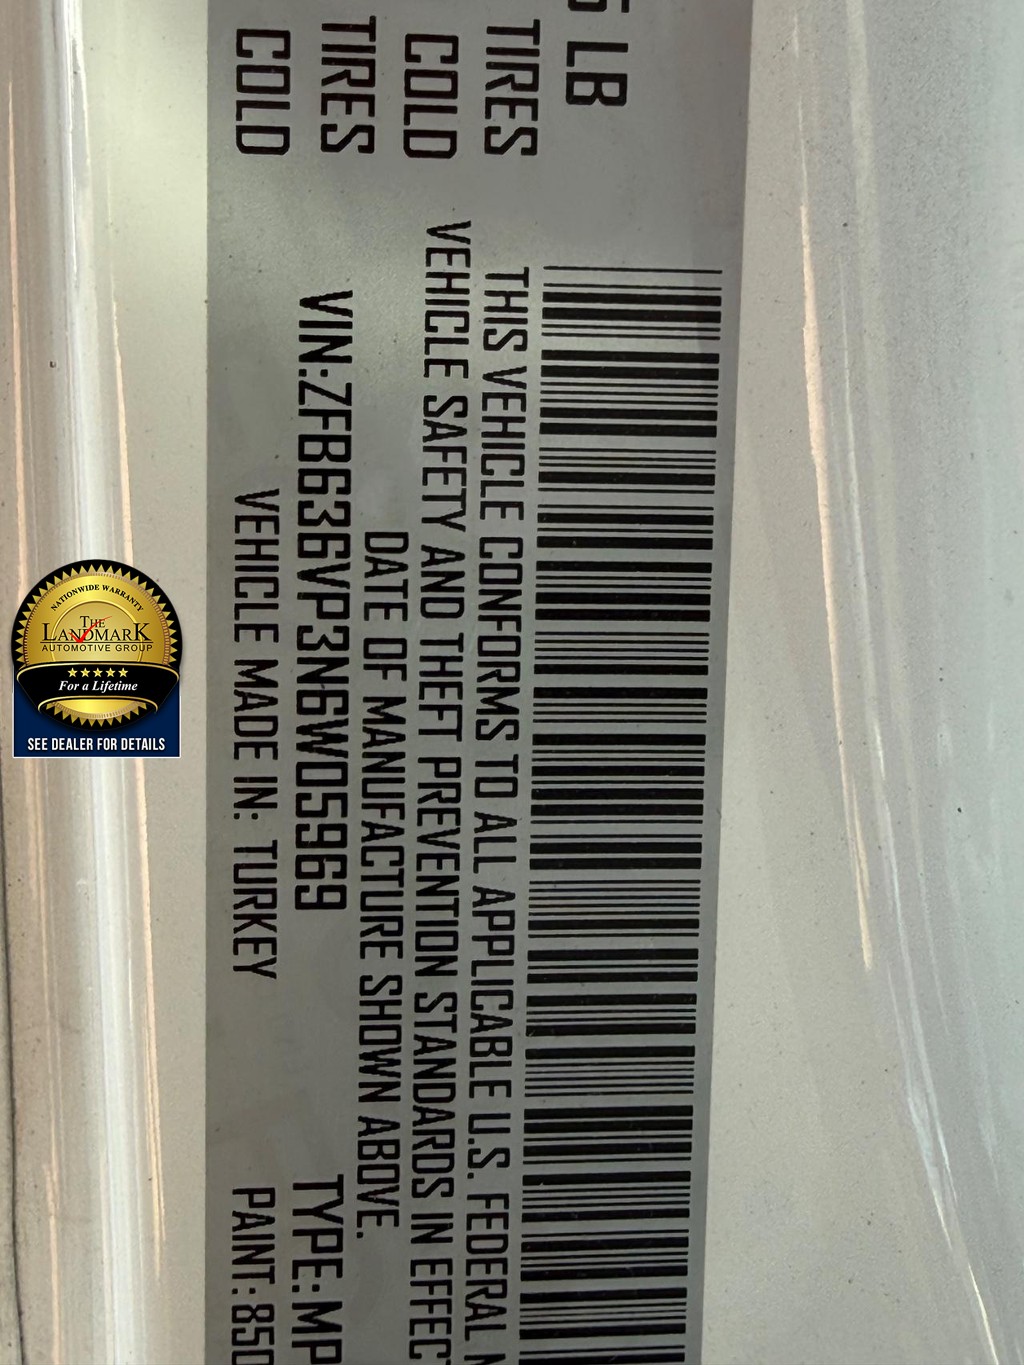 LB
TIRES
COLD
TIRES
COLD
THIS VEHICLE CONFORMS TO ALL APPLICABLE U.S. FEDERAL
VEHICLE SAFETY AND THEFT PREVENTION STANDARDS IN EFFECT
DATE OF MANUFACTURE SHOWN ABOVE.
VIN:ZFB636VP3N6W05969 TYPE:MP
VEHICLE MADE IN: TURKEY PAINT:850
NATIONWIDE WARRANTY
THE
LANDMARK
AUTOMOTIVE GROUP
For a Lifetime
SEE DEALER FOR DETAILS